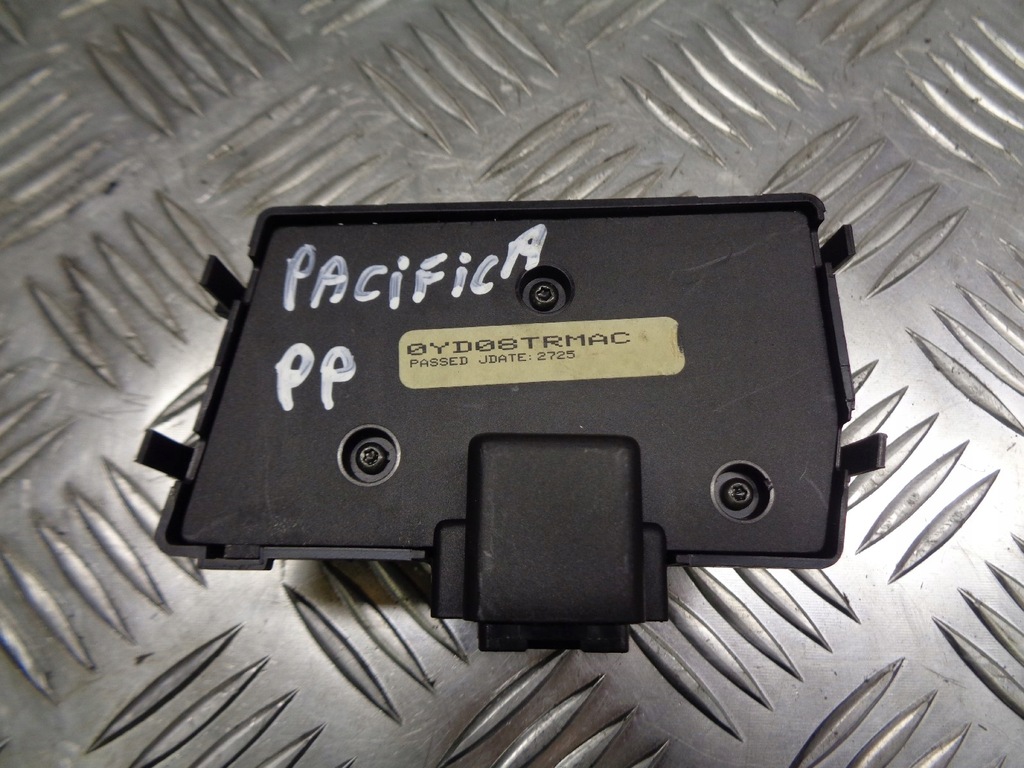 PACiFiCA
PP
0YD08TRMAC
PASSED JDATE: 2725